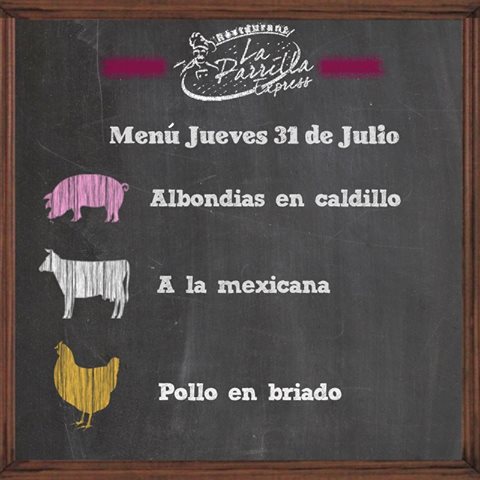 Restaurant
La
Parrilla
Express
Menú Jueves 31 de Julio
Albondias en caldillo
A la mexicana
Pollo en briado